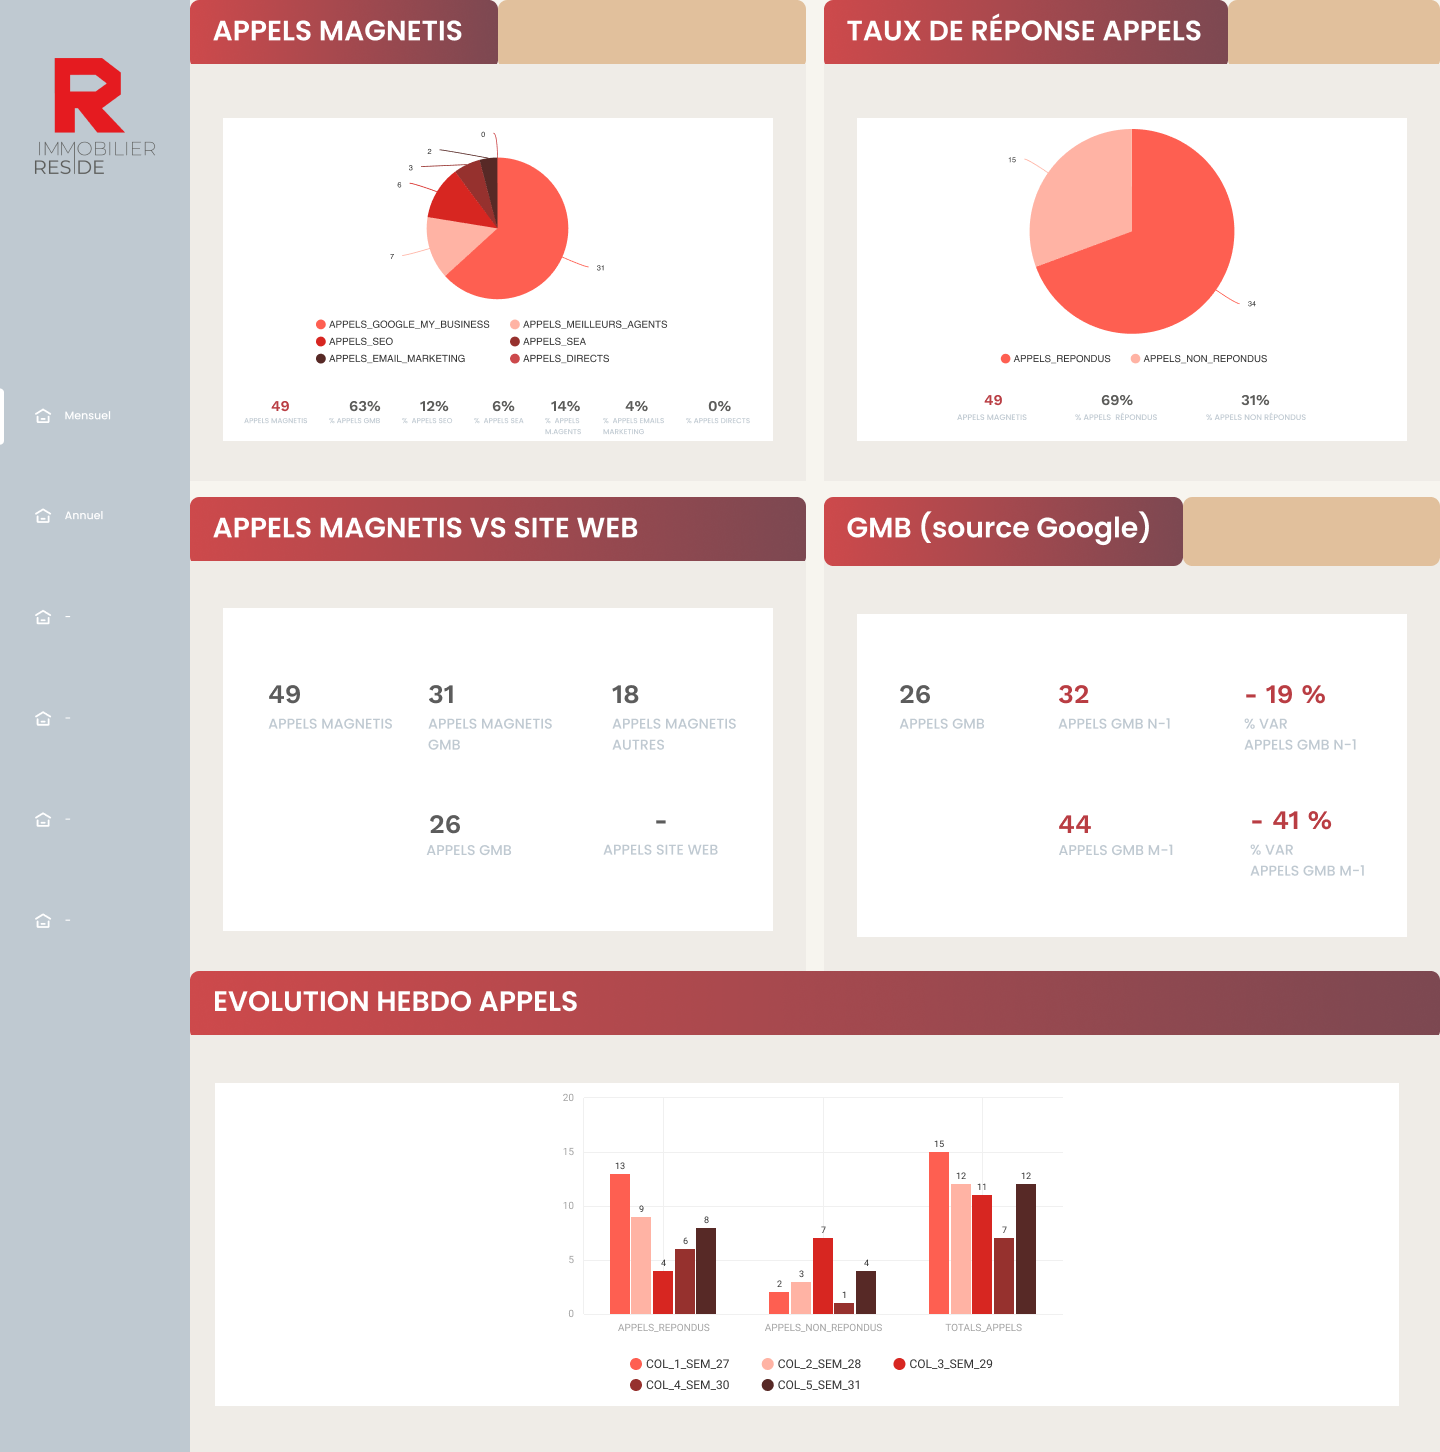 IMMOBILIER
RESIDE
Mensuel
Annuel
-
-
-
-
APPELS MAGNETIS
0
2
3
6
7
31
APPELS_GOOGLE_MY_BUSINESS
APPELS_MEILLEURS_AGENTS
APPELS_SEO
APPELS_SEA
APPELS_EMAIL_MARKETING
APPELS_DIRECTS
49
APPELS MAGNETIS
63%
% APPELS GMB
12%
% APPELS SEO
6%
% APPELS SEA
14%
% APPELS
M.AGENTS
4%
% APPELS EMAILS
MARKETING
0%
% APPELS DIRECTS
TAUX DE RÉPONSE APPELS
15
34
APPELS_REPONDUS
APPELS_NON_REPONDUS
49
APPELS MAGNETIS
69%
% APPELS RÉPONDUS
31%
% APPELS NON RÉPONDUS
APPELS MAGNETIS VS SITE WEB
49
APPELS MAGNETIS
31
APPELS MAGNETIS
GMB
18
APPELS MAGNETIS
AUTRES
26
APPELS GMB
-
APPELS SITE WEB
GMB (source Google)
26
APPELS GMB
32
APPELS GMB N-1
- 19 %
% VAR
APPELS GMB N-1
44
APPELS GMB M-1
- 41 %
% VAR
APPELS GMB M-1
EVOLUTION HEBDO APPELS
20
15
10
5
0
13
9
4
6
8
2
3
7
1
4
15
12
11
7
12
APPELS_REPONDUS
APPELS_NON_REPONDUS
TOTALS_APPELS
COL_1_SEM_27
COL_2_SEM_28
COL_3_SEM_29
COL_4_SEM_30
COL_5_SEM_31